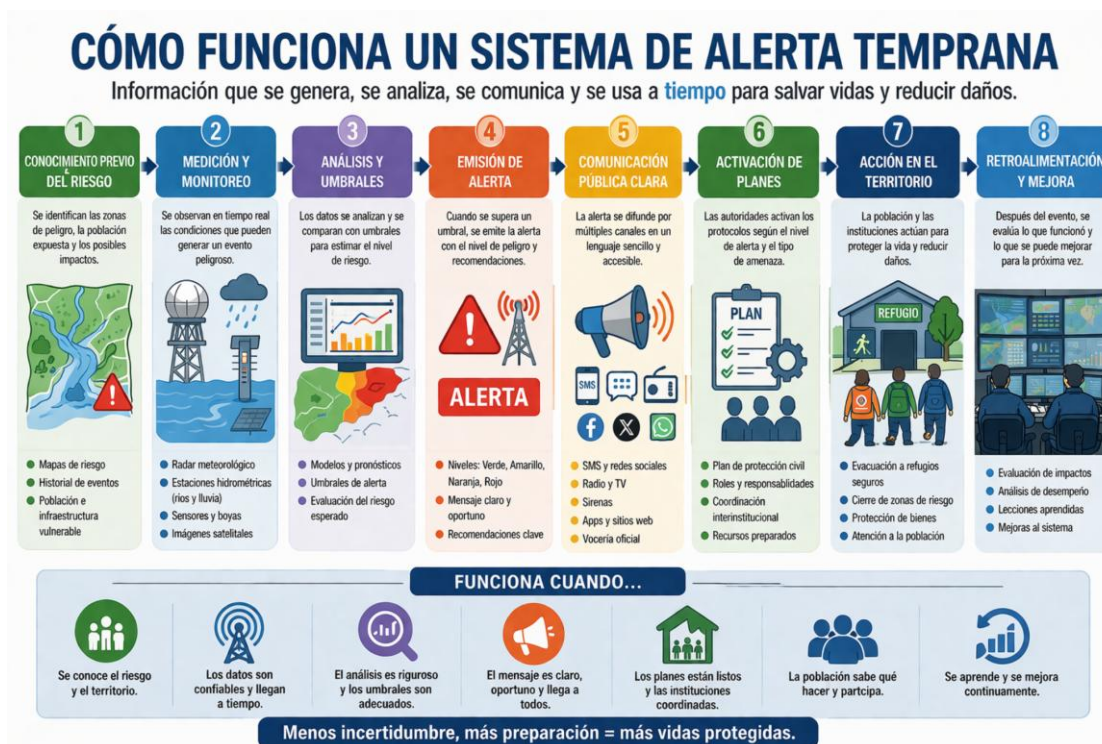 CÓMO FUNCIONA UN SISTEMA DE ALERTA TEMPRANA
Información que se genera, se analiza, se comunica y se usa a tiempo para salvar vidas y reducir daños.
1
CONOCIMIENTO PREVIO
DEL RIESGO
Se identifican las zonas
de peligro, la población
expuesta y los posibles
impactos.
Mapas de riesgo
Historial de eventos
Población e
infraestructura
vulnerable
2
MEDICIÓN Y
MONITOREO
Se observan en tiempo real
las condiciones que pueden
generar un evento
peligroso.
Radar meteorológico
Estaciones hidrométricas
(ríos y lluvia)
Sensores y boyas
Imágenes satelitales
3
ANÁLISIS Y
UMBRALES
Los datos se analizan y se
comparan con umbrales
para estimar el nivel
de riesgo.
Modelos y pronósticos
Umbrales de alerta
Evaluación del riesgo
esperado
4
EMISIÓN DE
ALERTA
Cuando se supera un
umbral, se emite la alerta
con el nivel de peligro y
recomendaciones.
ALERTA
Niveles: Verde, Amarillo,
Naranja, Rojo
Mensaje claro y
oportuno
Recomendaciones clave
5
COMUNICACIÓN
PÚBLICA CLARA
La alerta se difunde por
múltiples canales en un
lenguaje sencillo y
accesible.
SMS
SMS y redes sociales
Radio y TV
Sirenas
Apps y sitios web
Vocería oficial
6
ACTIVACIÓN DE
PLANES
Las autoridades activan los
protocolos según el nivel
de alerta y el tipo
de amenaza.
PLAN
Plan de protección civil
Roles y responsablidades
Coordinación
interinstitucional
Recursos preparados
7
ACCIÓN EN EL
TERRITORIO
La población y las
instituciones actúan para
proteger la vida y reducir
daños.
REFUGIO
Evacuación a refugios
seguros
Cierre de zonas de riesgo
Protección de bienes
Atención a la población
8
RETROALIMENTACIÓN
Y MEJORA
Después del evento, se
evalúa lo que funcionó y
lo que se puede mejorar
para la próxima vez.
Evaluación de impactos
Análisis de desempeño
Lecciones aprendidas
Mejoras al sistema
FUNCIONA CUANDO...
Se conoce el riesgo
y el territorio.
Los datos son
confiables y llegan
a tiempo.
El análisis es riguroso
y los umbrales son
adecuados.
El mensaje es claro,
oportuno y llega a
todos.
Los planes están listos
y las instituciones
coordinadas.
La población sabe qué
hacer y partcipa.
Se aprende y se mejora
continuamente.
Menos incertidumbre, más preparación = más vidas protegidas.